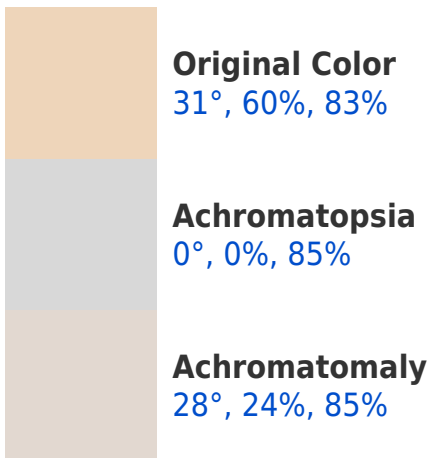 Original Color
31°, 60%, 83%
Achromatopsia
0°, 0%, 85%
Achromatomaly
28°, 24%, 85%